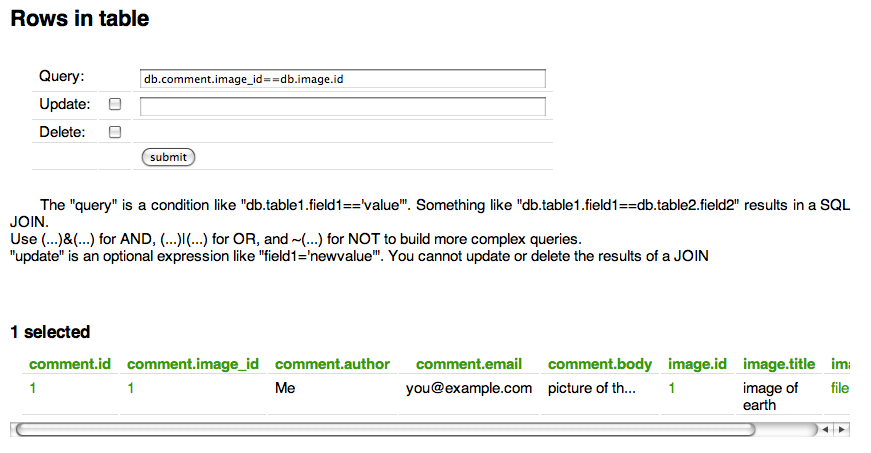 Rows in table
Query: db.comment.image_id==db.image.id
Update:
Delete:
submit
The "query" is a condition like "db.table1.field1=='value'". Something like "db.table1.field1==db.table2.field2" results in a SQL
JOIN.
Use (...)&(...) for AND, (...)|(...) for OR, and ~(...) for NOT to build more complex queries.
"update" is an optional expression like "field1='newvalue'". You cannot update or delete the results of a JOIN
1 selected
comment.id comment.image_id comment.author comment.email comment.body image.id image.title
1 1 Me you@example.com picture of th... 1 image of file
earth